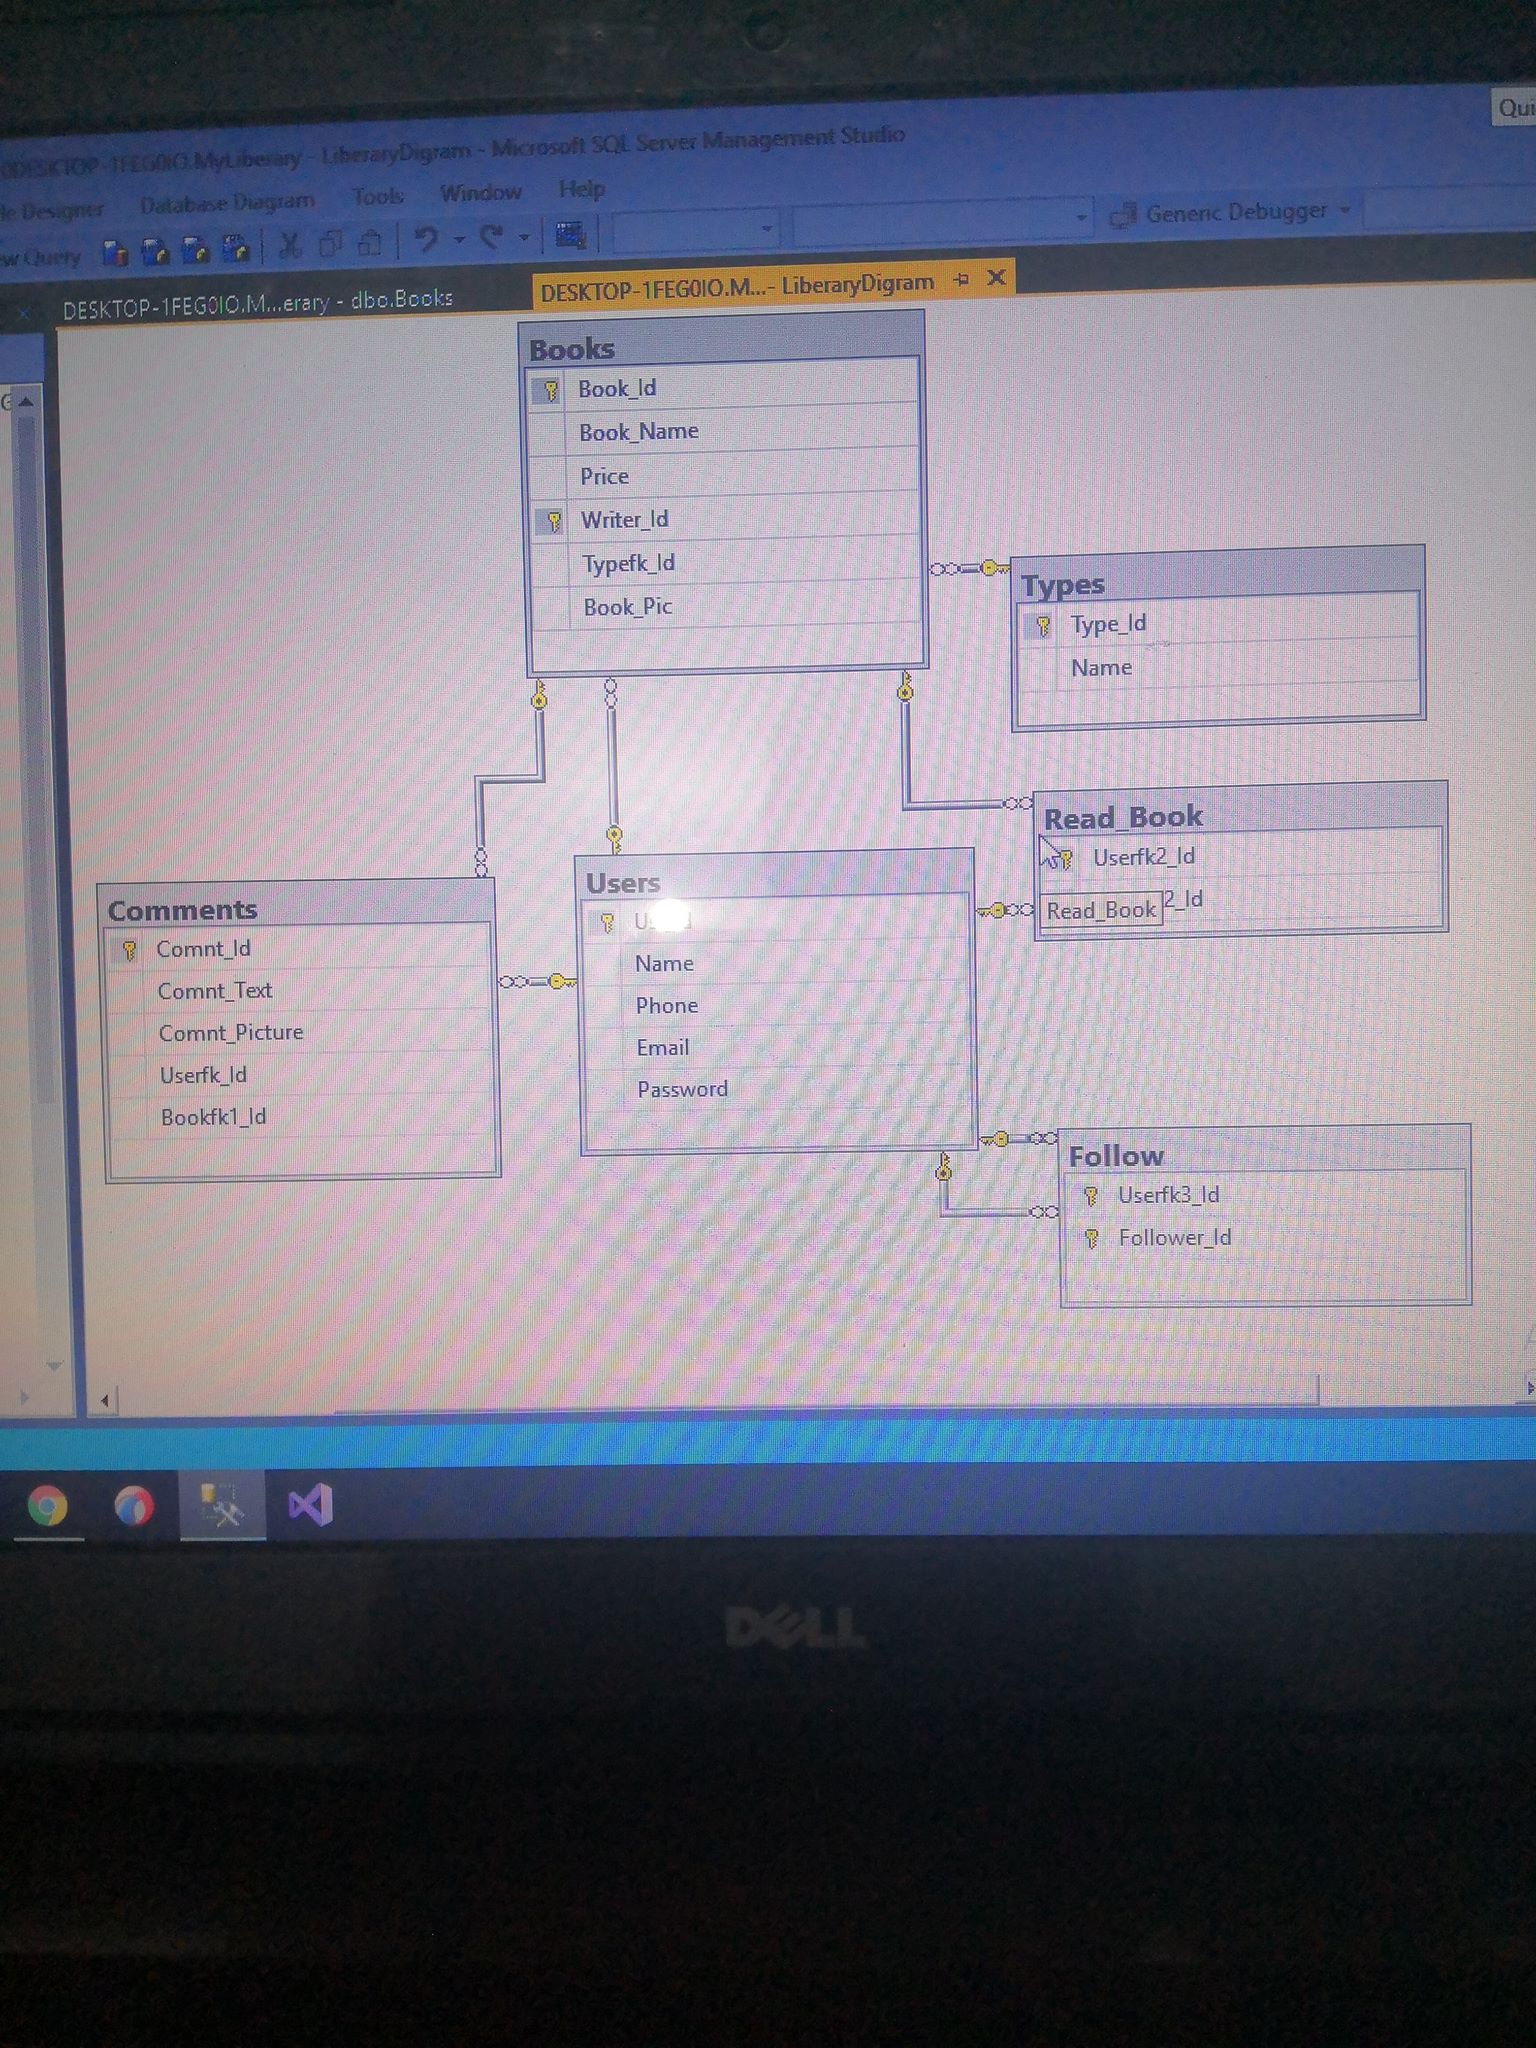 Qui
DESKTOP-1FEG0IO.MyLiberary - LiberaryDigram - Microsoft SQL Server Management Studio
Designer Database Diagram Tools Window Help
Query Generic Debugger
DESKTOP-1FEG0IO.M...erary - dbo.Books
DESKTOP-1FEG0IO.M...- LiberaryDigram
Books
Book_Id
Book_Name
Price
Writer_Id
Typefk_Id
Book_Pic
Types
Type_Id
Name
Read_Book
Userfk2_Id
Read_Book 2_Id
Users
Name
Phone
Email
Password
Comments
Comnt_Id
Comnt_Text
Comnt_Picture
Userfk_Id
Bookfk1_Id
Follow
Userfk3_Id
Follower_Id
DELL